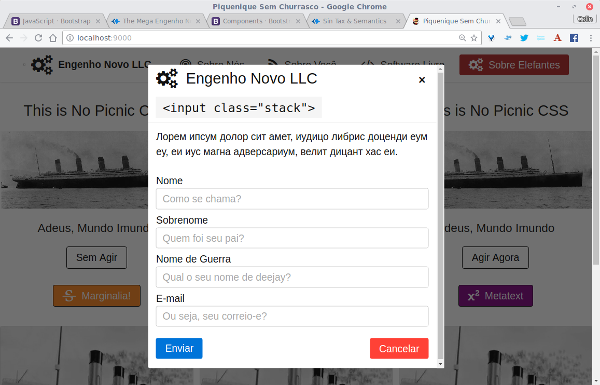 Piquenique Sem Churrasco - Google Chrome
JavaScript · Bootstrap
The Mega Engenho N
Components · Bootst
Sin Tax & Semantics
Piquenique Sem Chur
localhost:9000
Engenho Novo LLC
Sobre Nós
Sobre Você
Software Livre
Sobre Elefantes
Engenho Novo LLC
×
<input class="stack">
This is No Picnic C
s is No Picnic CSS
Лорем ипсум долор сит амет, иудицо либрис доценди еум
еу, еи иус магна адверсариум, велит дицант хас еи.
Nome
Como se chama?
Sobrenome
Quem foi seu pai?
Nome de Guerra
Qual o seu nome de deejay?
E-mail
Ou seja, seu correio-e?
Enviar
Cancelar
Adeus, Mundo Imundo
deus, Mundo Imundo
Sem Agir
Agir Agora
Marginalia!
x² Metatext